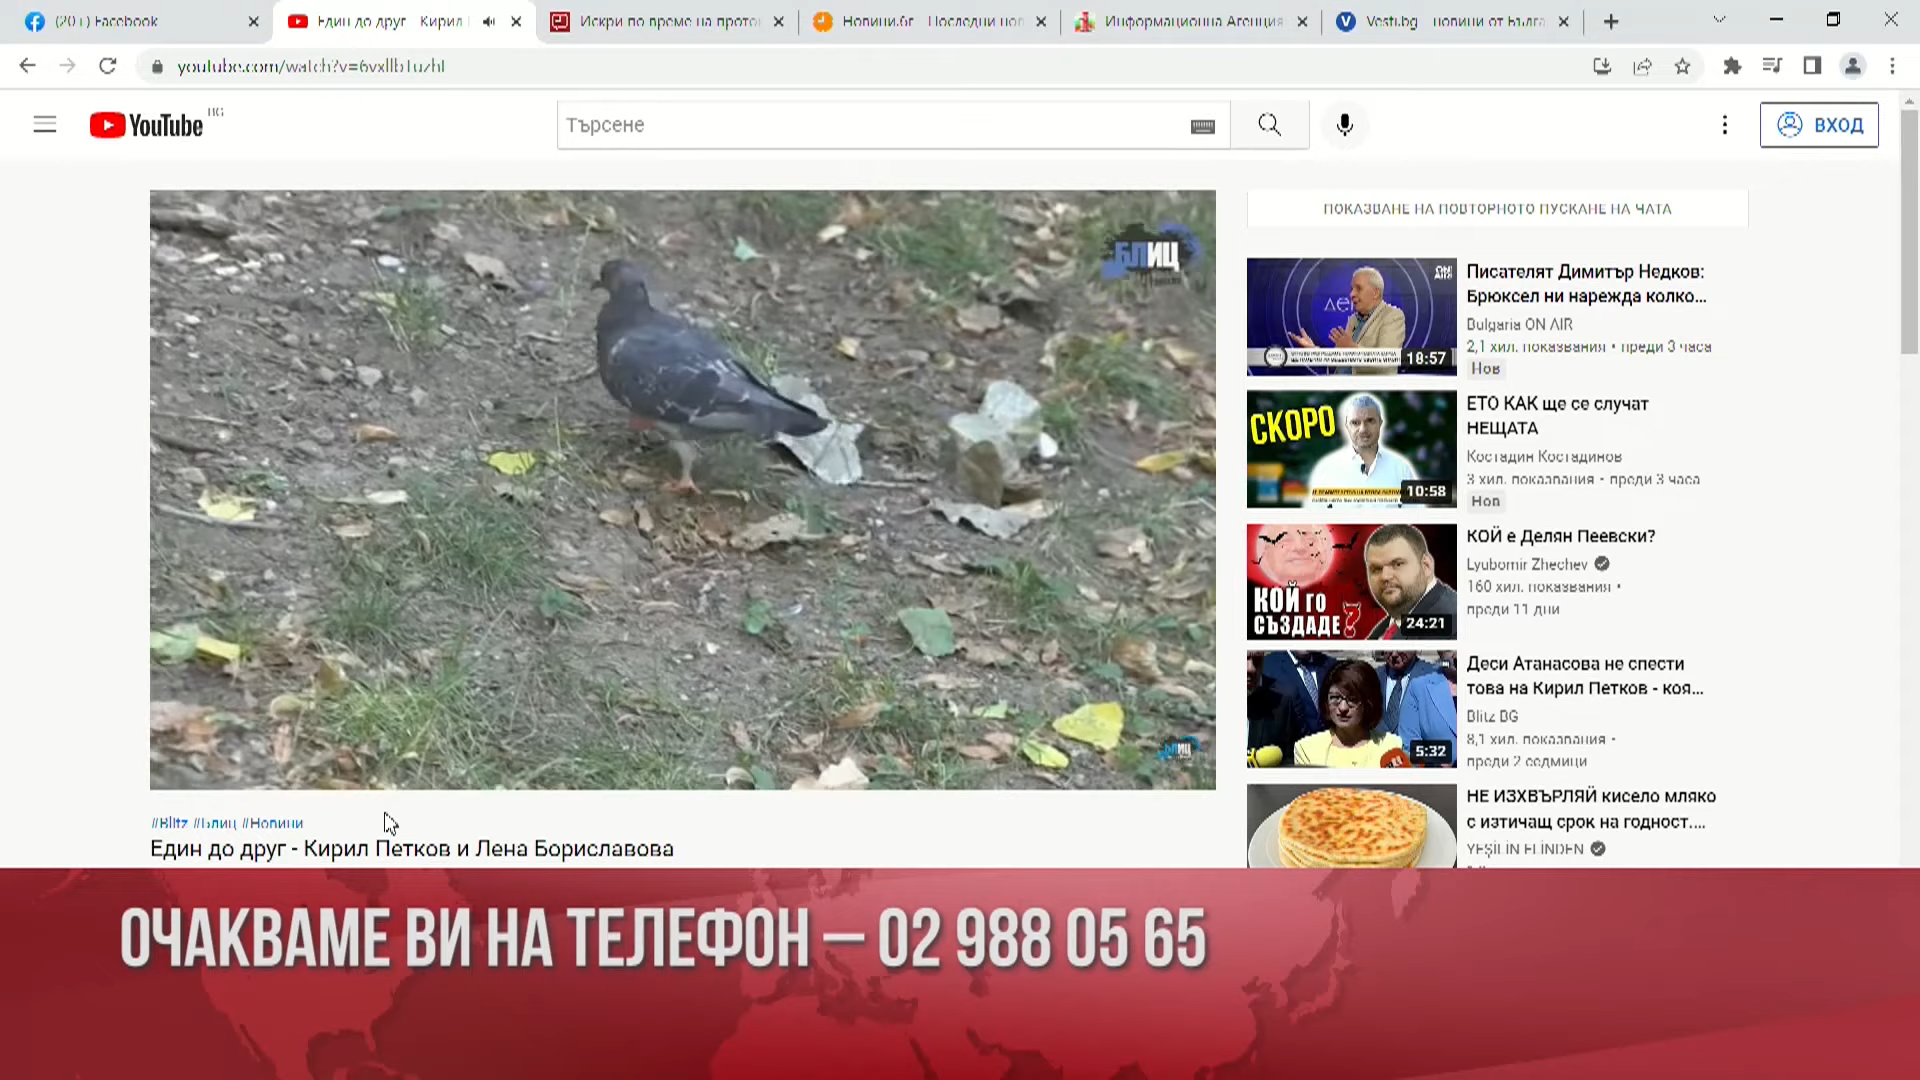 (20+) Facebook
Един до друг - Кирил
Искри по време на прото
Новини.бг - Последни нов
Информационна Агенция
Vesti.bg - новини от Бълга
YouTube BG
Търсене
ВХОД
БЛИЦ
ПОКАЗВАНЕ НА ПОВТОРНОТО ПУСКАНЕ НА ЧАТА
18:57
Писателят Димитър Недков:
Брюксел ни нарежда колко...
Bulgaria ON AIR
2,1 хил. показвания • преди 3 часа
Нов
СКОРО
10:58
ЕТО КАК ще се случат
НЕЩАТА
Костадин Костадинов
3 хил. показвания • преди 3 часа
Нов
КОЙ ГО
СЪЗДАДЕ?
24:21
КОЙ е Делян Пеевски?
Lyubomir Zhechev
160 хил. показвания •
преди 11 дни
5:32
Деси Атанасова не спести
това на Кирил Петков - коя...
Blitz BG
8,1 хил. показвания •
преди 2 седмици
НЕ ИЗХВЪРЛЯЙ кисело мляко
с изтичащ срок на годност....
YEŞİLİN ELİNDEN
БЛИЦ
#Blitz #Блиц #Новини
Един до друг - Кирил Петков и Лена Бориславова
ОЧАКВАМЕ ВИ НА ТЕЛЕФОН – 02 988 05 65